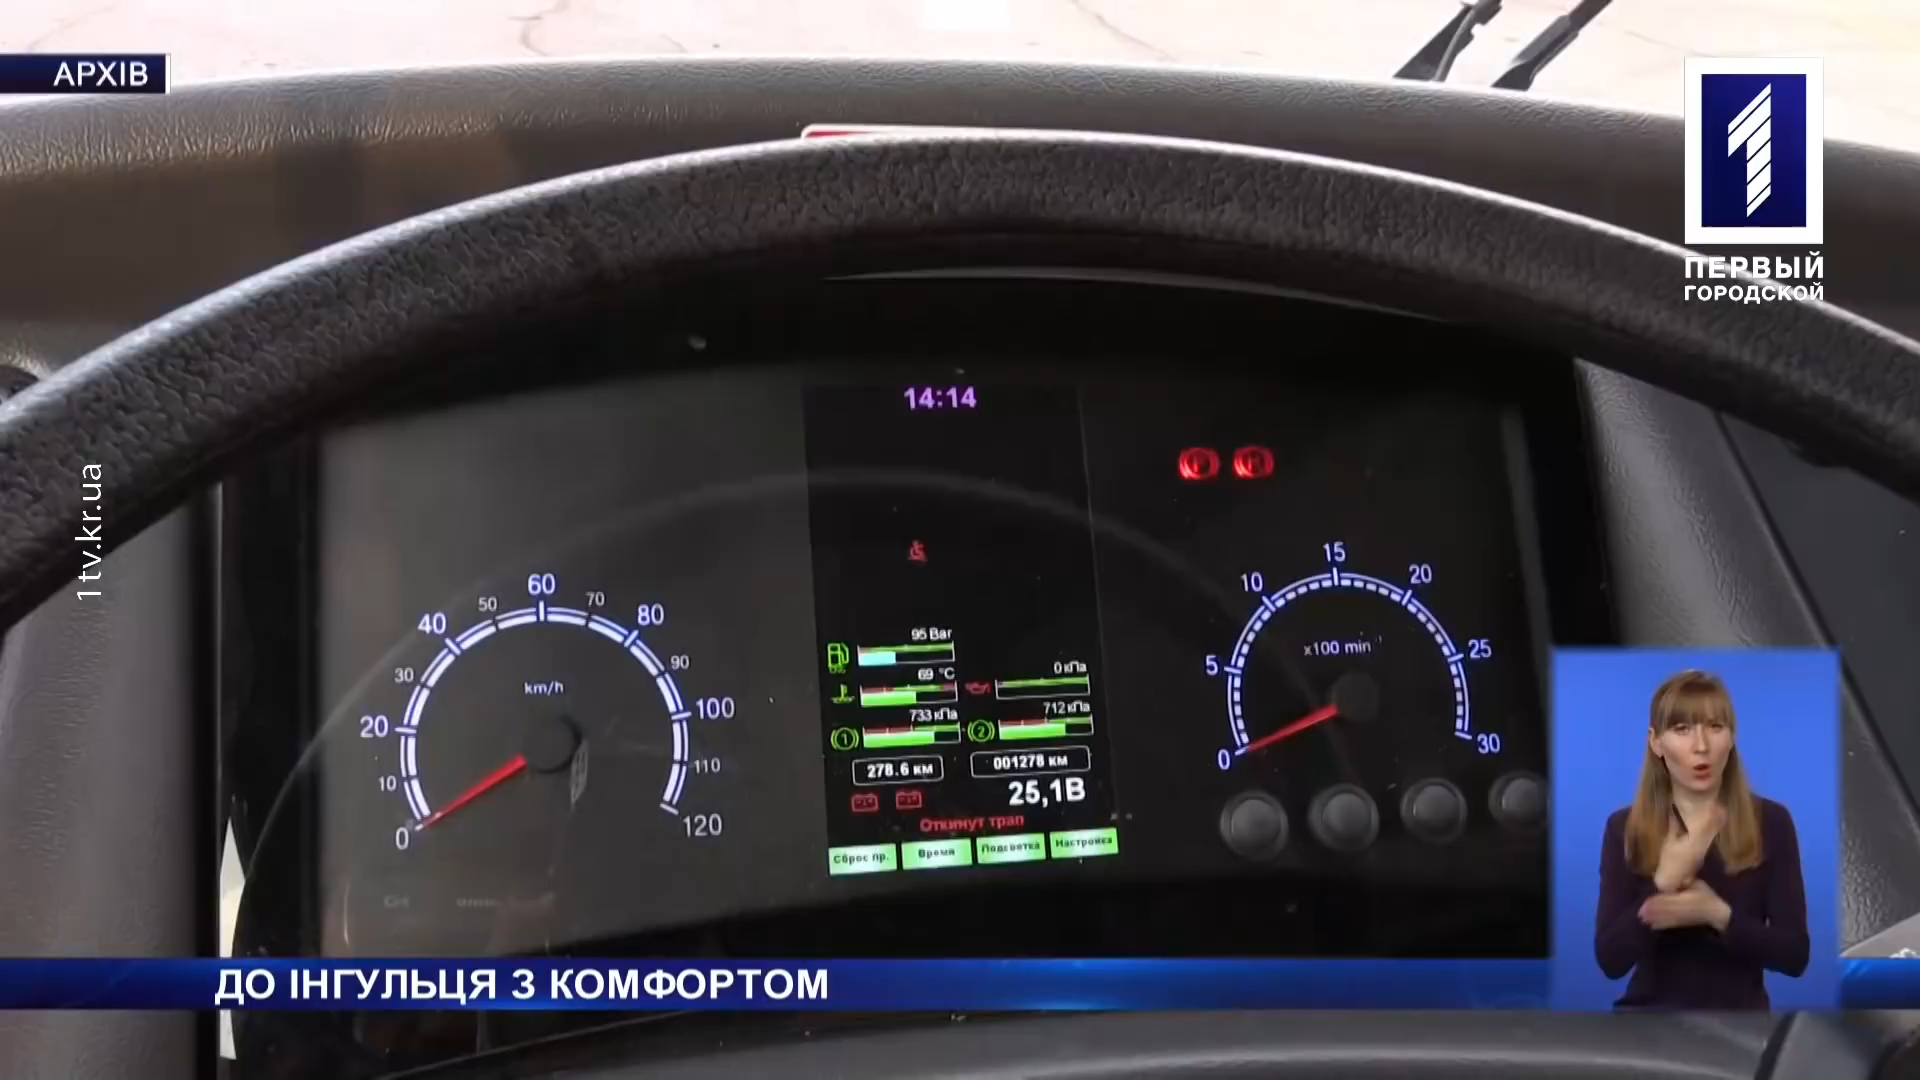 АРХІВ
ПЕРВЫЙ
ГОРОДСКОЙ
1tv.kr.ua
14:14
0
10
20
30
40
50
60
70
80
90
100
110
120
km/h
95 Bar
69 °C
0 кПа
733 кПа
712 кПа
1
2
278.6 км
001278 км
25,1В
Откинут трап
Сброс пр.
Время
Подсветка
Настройка
0
5
10
15
20
25
30
x100 min⁻¹
ДО ІНГУЛЬЦЯ З КОМФОРТОМ